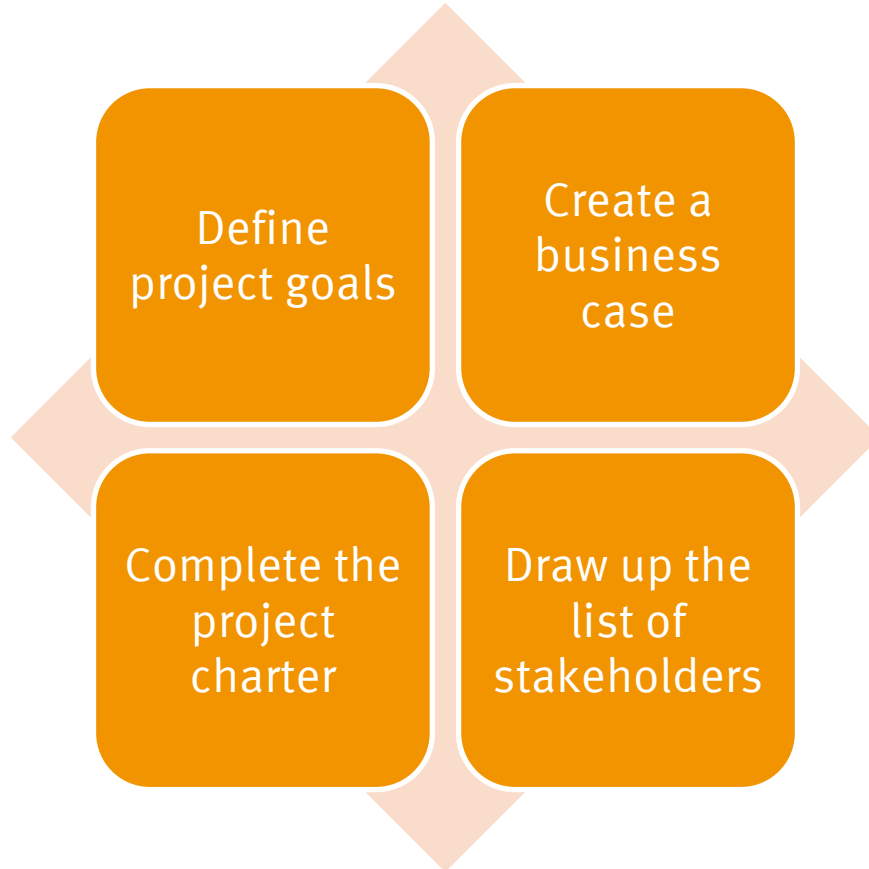 Define
project goals
Create a
business
case
Complete the
project
charter
Draw up the
list of
stakeholders